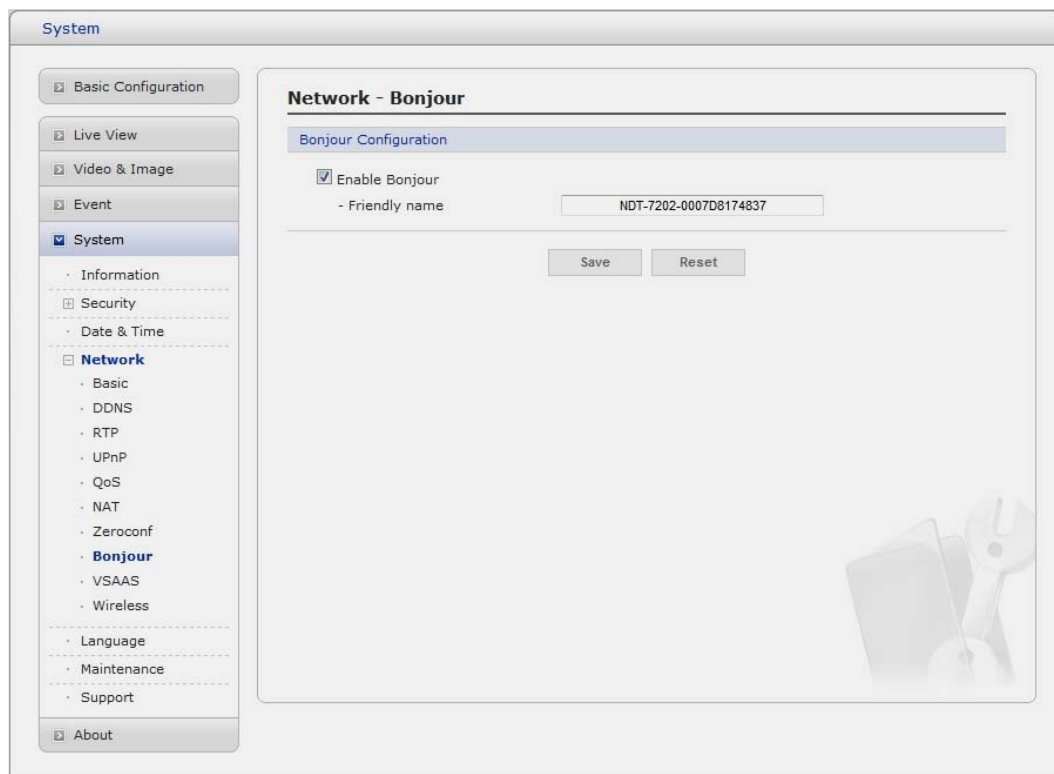 System
Basic Configuration
Live View
Video & Image
Event
System
· Information
Security
· Date & Time
Network
· Basic
· DDNS
· RTP
· UPnP
· QoS
· NAT
· Zeroconf
· Bonjour
· VSAAS
· Wireless
· Language
· Maintenance
· Support
About
Network - Bonjour
Bonjour Configuration
Enable Bonjour
- Friendly name NDT-7202-0007D8174837
Save Reset